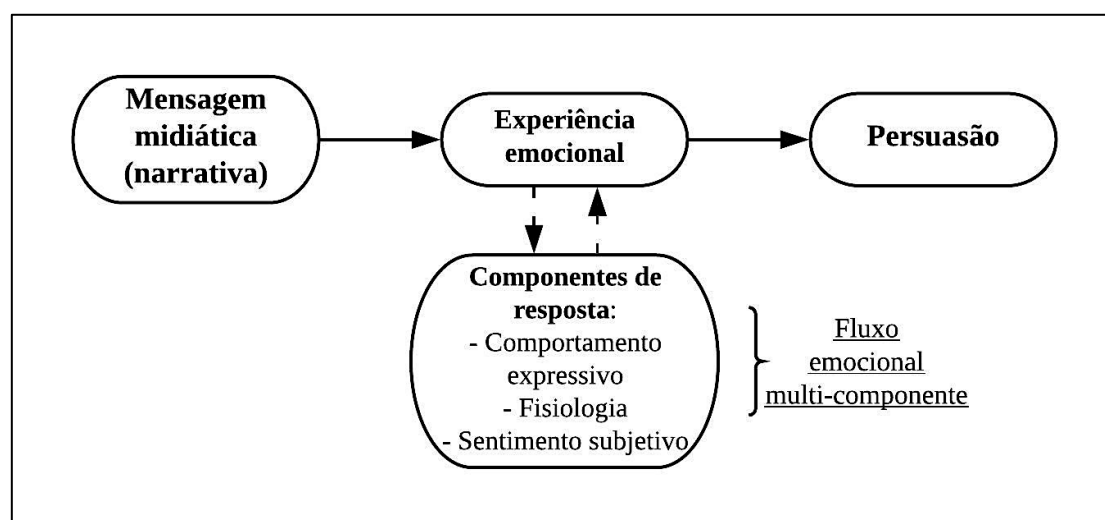 Mensagem
midiática
(narrativa)
Experiência
emocional
Persuasão
Componentes de
resposta:
- Comportamento
expressivo
- Fisiologia
- Sentimento subjetivo
Fluxo
emocional
multi-componente